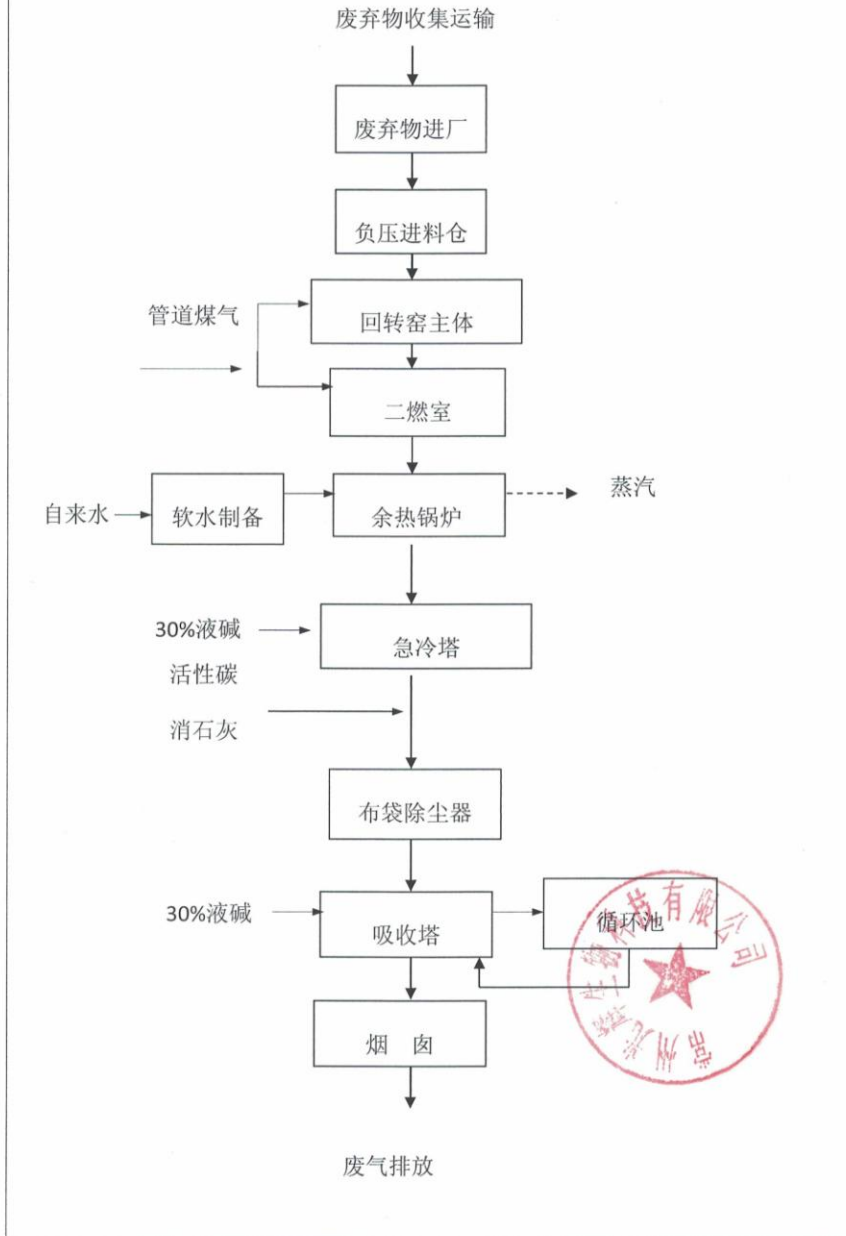 废弃物收集运输
废弃物进厂
负压进料仓
管道煤气
回转窑主体
二燃室
自来水
软水制备
余热锅炉
蒸汽
30%液碱
急冷塔
活性碳
消石灰
布袋除尘器
30%液碱
吸收塔
循环池
烟 囱
废气排放